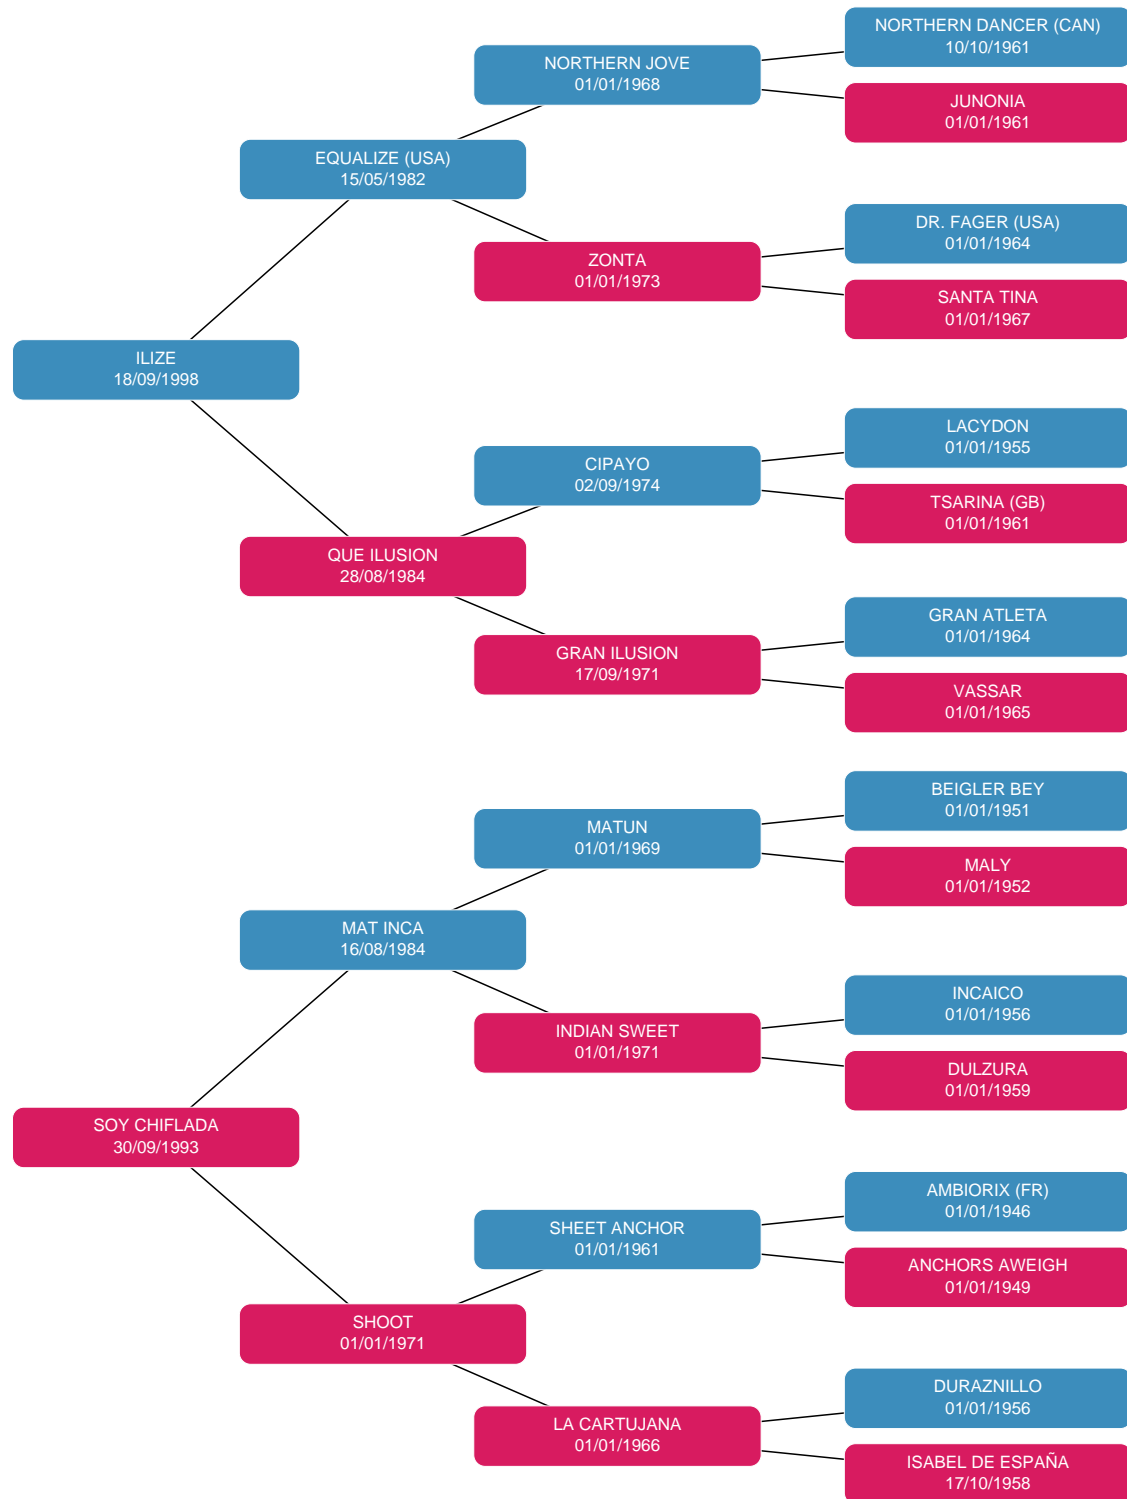 NORTHERN DANCER (CAN)
10/10/1961
NORTHERN JOVE
01/01/1968
JUNONIA
01/01/1961
EQUALIZE (USA)
15/05/1982
DR. FAGER (USA)
01/01/1964
ZONTA
01/01/1973
SANTA TINA
01/01/1967
ILIZE
18/09/1998
LACYDON
01/01/1955
CIPAYO
02/09/1974
TSARINA (GB)
01/01/1961
QUE ILUSION
28/08/1984
GRAN ATLETA
01/01/1964
GRAN ILUSION
17/09/1971
VASSAR
01/01/1965
BEIGLER BEY
01/01/1951
MATUN
01/01/1969
MALY
01/01/1952
MAT INCA
16/08/1984
INCAICO
01/01/1956
INDIAN SWEET
01/01/1971
DULZURA
01/01/1959
SOY CHIFLADA
30/09/1993
AMBIORIX (FR)
01/01/1946
SHEET ANCHOR
01/01/1961
ANCHORS AWEIGH
01/01/1949
SHOOT
01/01/1971
DURAZNILLO
01/01/1956
LA CARTUJANA
01/01/1966
ISABEL DE ESPAÑA
17/10/1958